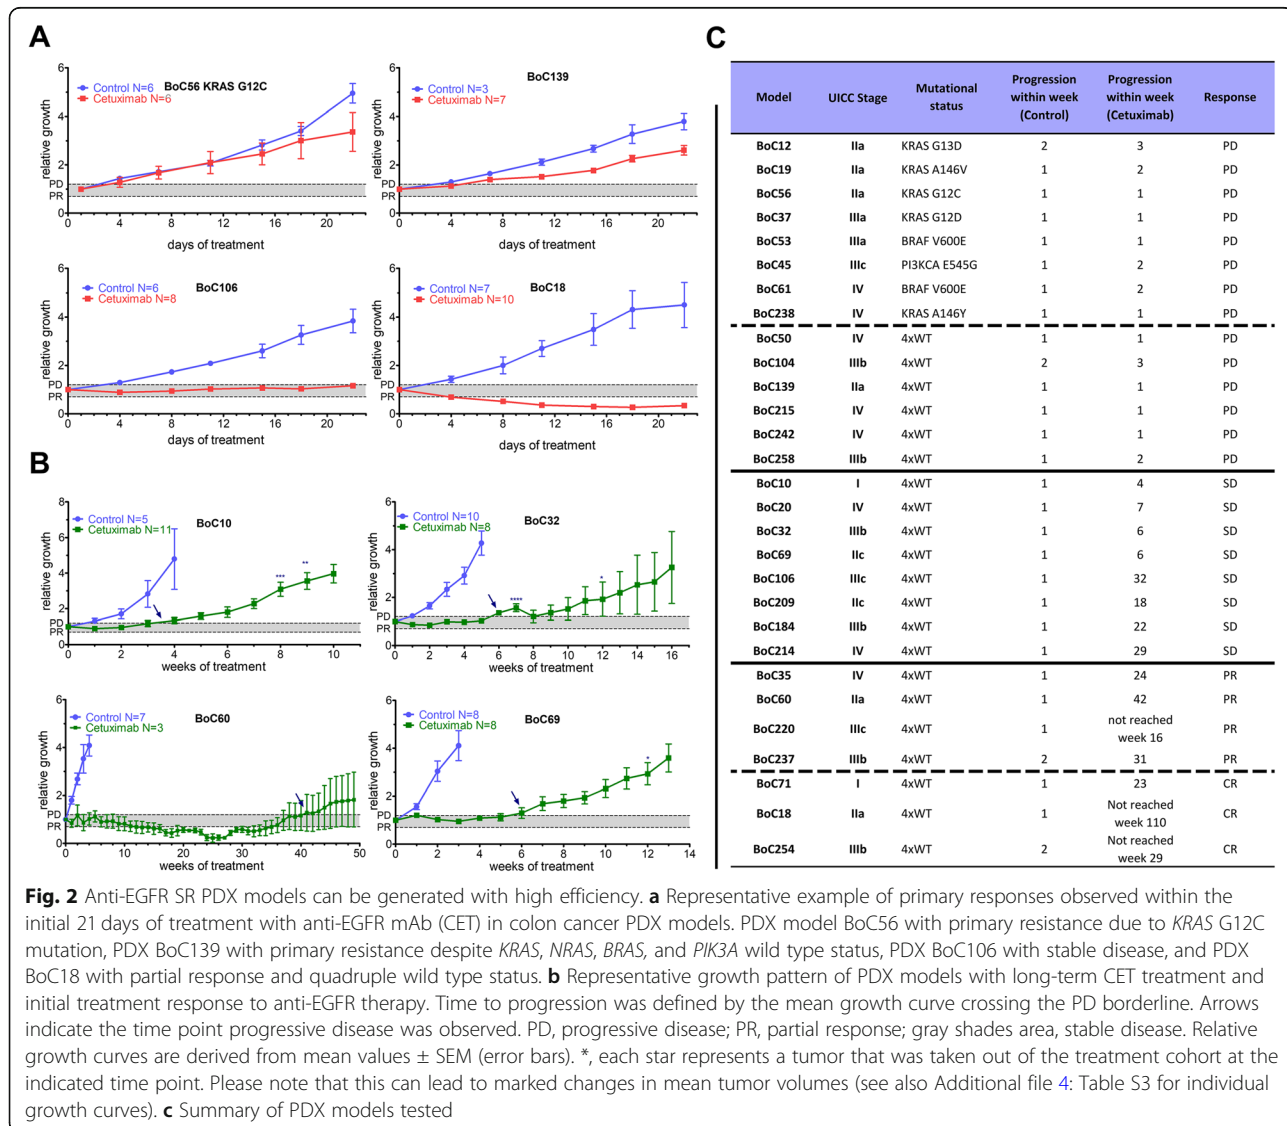 A
BoC56 KRAS G12C
Control N=6
Cetuximab N=6
relative growth
6
4
2
0
PD
PR
0 4 8 12 16 20
days of treatment
BoC139
Control N=3
Cetuximab N=7
relative growth
6
4
2
0
PD
PR
0 4 8 12 16 20
days of treatment
BoC106
Control N=6
Cetuximab N=8
relative growth
6
4
2
0
PD
PR
0 4 8 12 16 20
days of treatment
BoC18
Control N=7
Cetuximab N=10
relative growth
6
4
2
0
PD
PR
0 4 8 12 16 20
days of treatment
B
BoC10
Control N=5
Cetuximab N=11
relative growth
8
6
4
2
0
PD
PR
*** **
0 2 4 6 8 10
weeks of treatment
BoC32
Control N=10
Cetuximab N=8
relative growth
6
4
2
0
PD
PR
**** *
0 2 4 6 8 10 12 14 16
weeks of treatment
BoC60
Control N=7
Cetuximab N=3
relative growth
6
4
2
0
PD
PR
0 10 20 30 40 50
weeks of treatment
BoC69
Control N=8
Cetuximab N=8
relative growth
6
4
2
0
PD
PR
*
0 2 4 6 8 10 12 14
weeks of treatment
C
Model UICC Stage Mutational status Progression within week (Control) Progression within week (Cetuximab) Response
BoC12 IIa KRAS G13D 2 3 PD
BoC19 IIa KRAS A146V 1 2 PD
BoC56 IIa KRAS G12C 1 1 PD
BoC37 IIIa KRAS G12D 1 1 PD
BoC53 IIIa BRAF V600E 1 1 PD
BoC45 IIIc PI3KCA E545G 1 2 PD
BoC61 IV BRAF V600E 1 2 PD
BoC238 IV KRAS A146Y 1 1 PD
BoC50 IV 4xWT 1 1 PD
BoC104 IIIb 4xWT 2 3 PD
BoC139 IIa 4xWT 1 1 PD
BoC215 IV 4xWT 1 1 PD
BoC242 IV 4xWT 1 1 PD
BoC258 IIIb 4xWT 1 2 PD
BoC10 I 4xWT 1 4 SD
BoC20 IV 4xWT 1 7 SD
BoC32 IIIb 4xWT 1 6 SD
BoC69 IIc 4xWT 1 6 SD
BoC106 IIIc 4xWT 1 32 SD
BoC209 IIc 4xWT 1 18 SD
BoC184 IIIb 4xWT 1 22 SD
BoC214 IV 4xWT 1 29 SD
BoC35 IV 4xWT 1 24 PR
BoC60 IIa 4xWT 1 42 PR
BoC220 IIIc 4xWT 1 not reached week 16 PR
BoC237 IIIb 4xWT 2 31 PR
BoC71 I 4xWT 1 23 CR
BoC18 IIa 4xWT 1 Not reached week 110 CR
BoC254 IIIb 4xWT 2 Not reached week 29 CR
Fig. 2 Anti-EGFR SR PDX models can be generated with high efficiency. a Representative example of primary responses observed within the
initial 21 days of treatment with anti-EGFR mAb (CET) in colon cancer PDX models. PDX model BoC56 with primary resistance due to KRAS G12C
mutation, PDX BoC139 with primary resistance despite KRAS, NRAS, BRAS, and PIK3A wild type status, PDX BoC106 with stable disease, and PDX
BoC18 with partial response and quadruple wild type status. b Representative growth pattern of PDX models with long-term CET treatment and
initial treatment response to anti-EGFR therapy. Time to progression was defined by the mean growth curve crossing the PD borderline. Arrows
indicate the time point progressive disease was observed. PD, progressive disease; PR, partial response; gray shades area, stable disease. Relative
growth curves are derived from mean values ± SEM (error bars). *, each star represents a tumor that was taken out of the treatment cohort at the
indicated time point. Please note that this can lead to marked changes in mean tumor volumes (see also Additional file 4: Table S3 for individual
growth curves). c Summary of PDX models tested